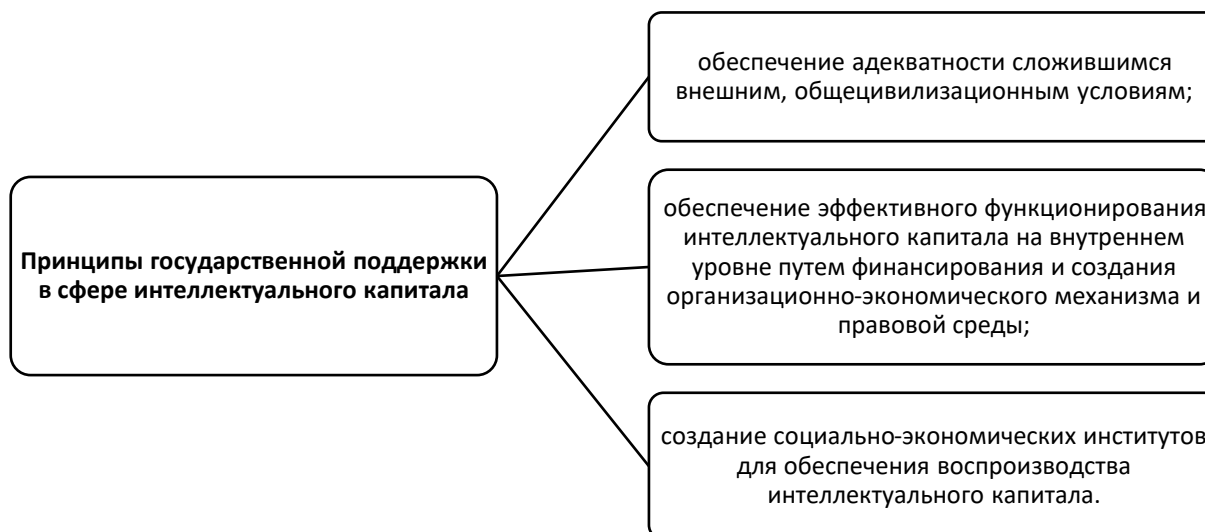 Принципы государственной поддержки
в сфере интеллектуального капитала
обеспечение адекватности сложившимся
внешним, общецивилизационным условиям;
обеспечение эффективного функционирования
интеллектуального капитала на внутреннем
уровне путем финансирования и создания
организационно-экономического механизма и
правовой среды;
создание социально-экономических институтов
для обеспечения воспроизводства
интеллектуального капитала.